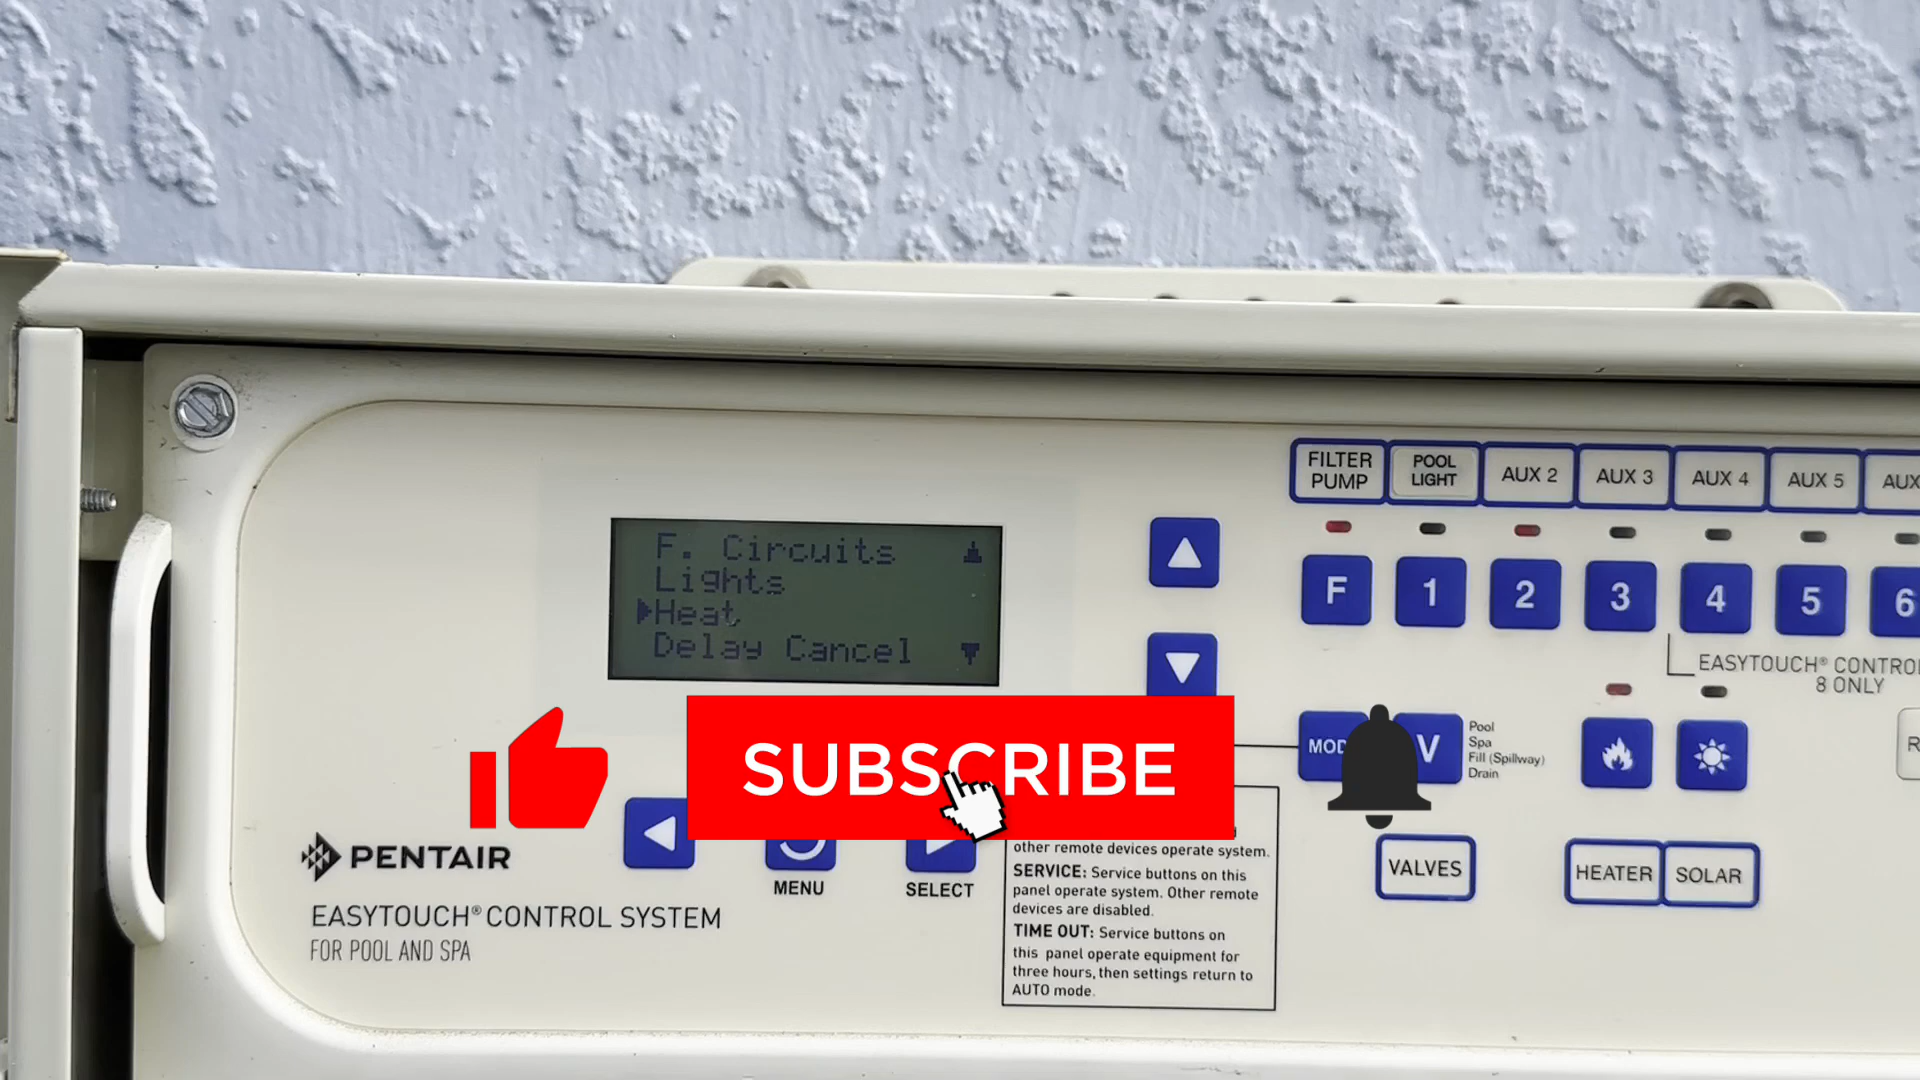 FILTER
PUMP
POOL
LIGHT
AUX 2
AUX 3
AUX 4
AUX 5
AUX
F. Circuits
Lights
Heat
Delay Cancel
F
1
2
3
4
5
6
EASYTOUCH® CONTROL
8 ONLY
V
Pool
Spa
Fill (Spillway)
Drain
SUBSCRIBE
MENU
SELECT
other remote devices operate system.
SERVICE: Service buttons on this
panel operate system. Other remote
devices are disabled.
TIME OUT: Service buttons on
this panel operate equipment for
three hours, then settings return to
AUTO mode.
VALVES
HEATER
SOLAR
PENTAIR
EASYTOUCH® CONTROL SYSTEM
FOR POOL AND SPA